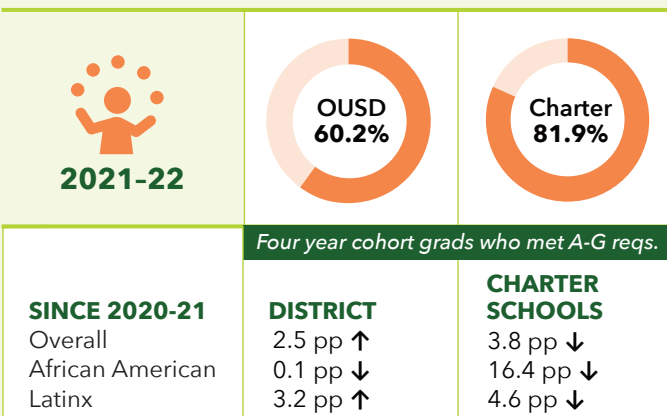 2021–22
OUSD
60.2%
Charter
81.9%
Four year cohort grads who met A-G reqs.
SINCE 2020-21
DISTRICT
CHARTER
SCHOOLS
Overall
2.5 pp ↑
3.8 pp ↓
African American
0.1 pp ↓
16.4 pp ↓
Latinx
3.2 pp ↑
4.6 pp ↓